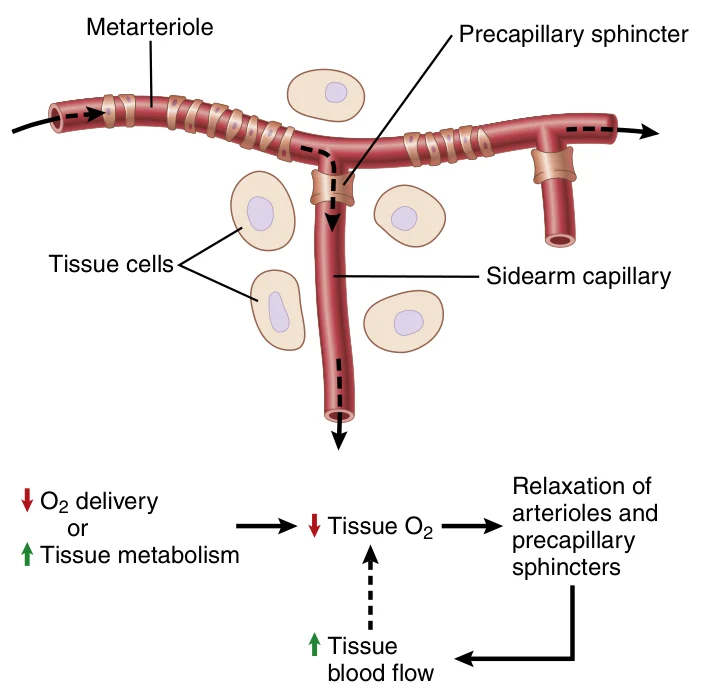 Metarteriole
Precapillary sphincter
Tissue cells
Sidearm capillary
↓ O₂ delivery
or
↑ Tissue metabolism
↓ Tissue O₂
Relaxation of
arterioles and
precapillary
sphincters
↑ Tissue
blood flow